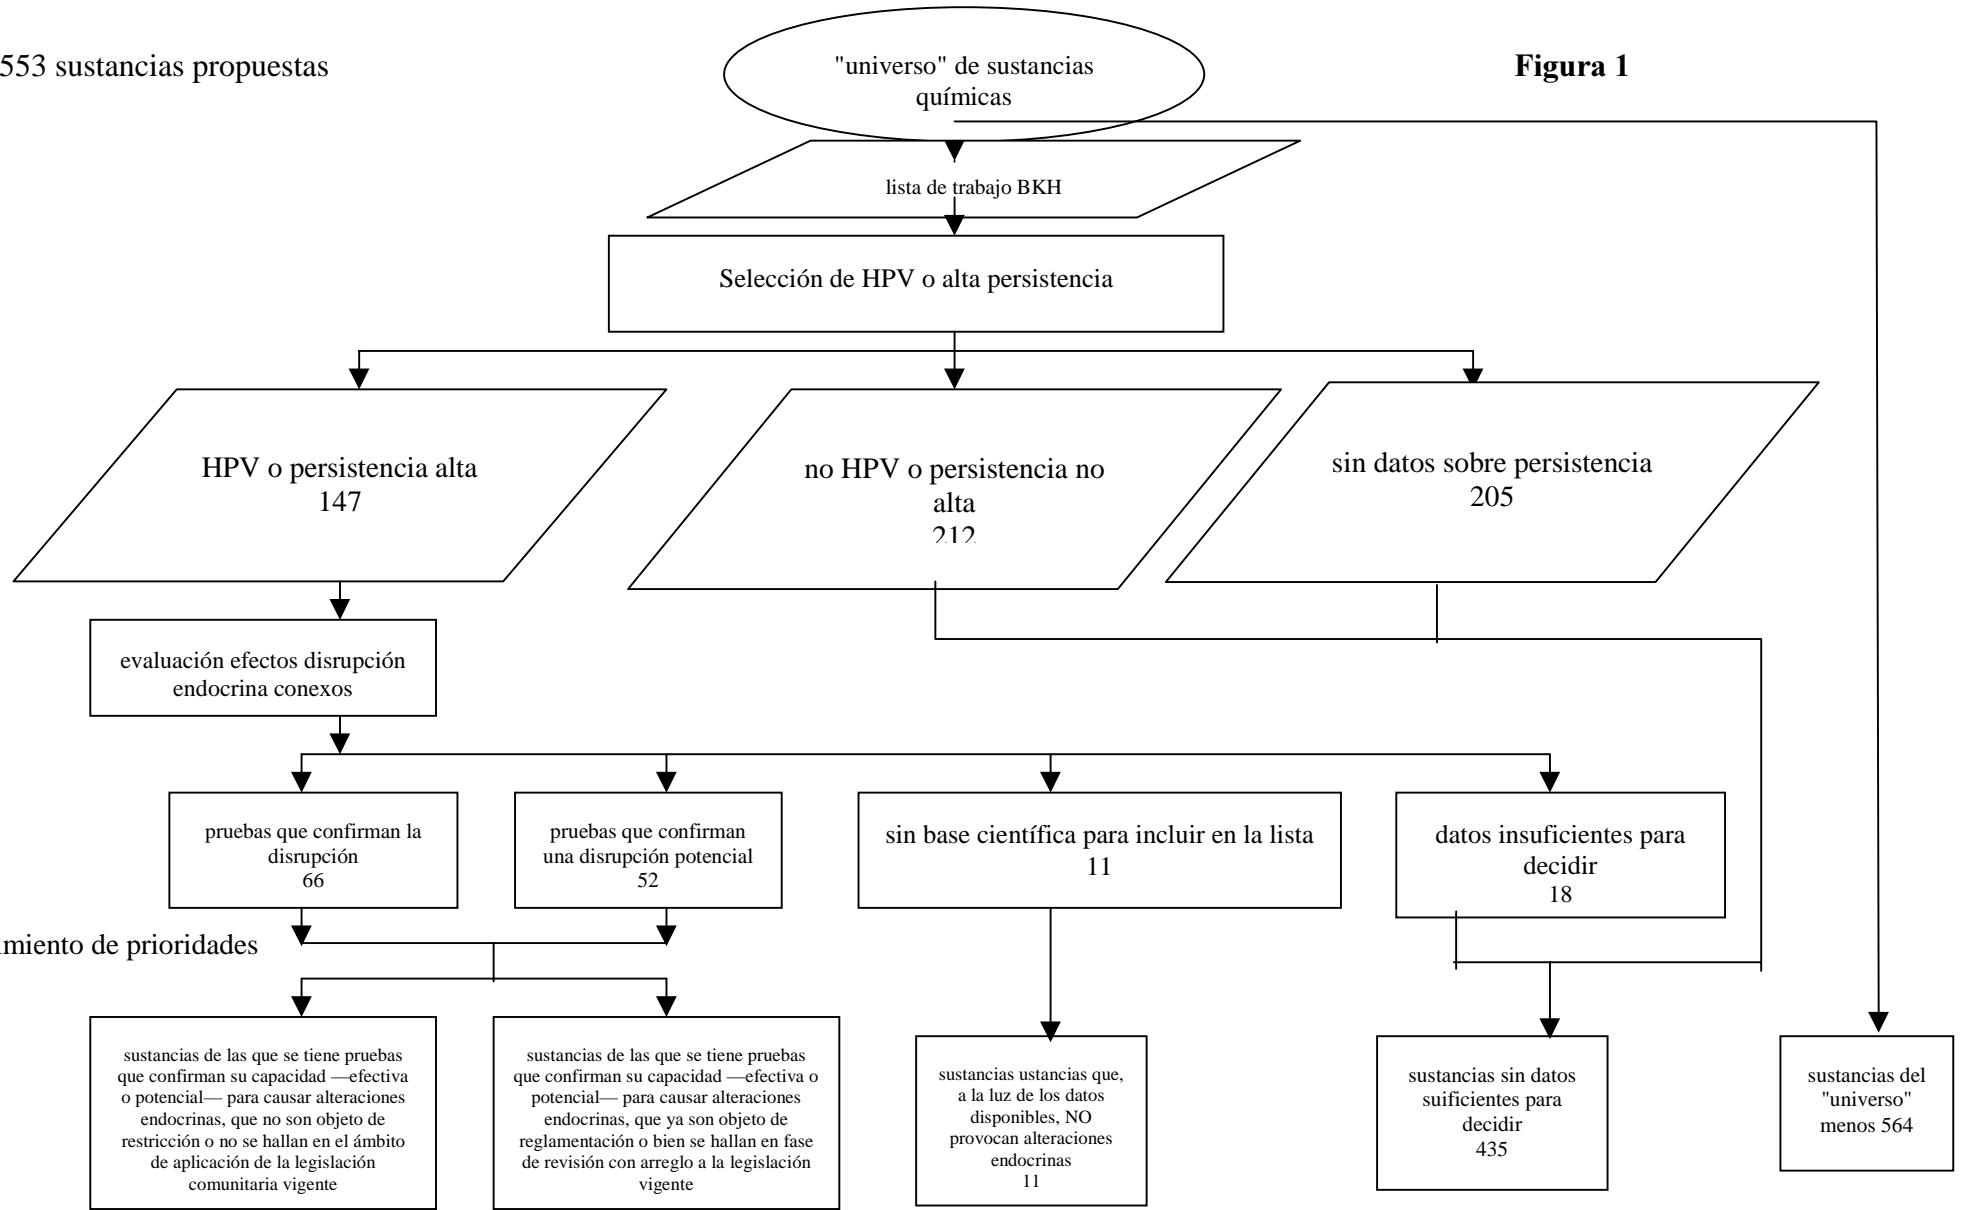 553 sustancias propuestas
"universo" de sustancias
químicas
Figura 1
lista de trabajo BKH
Selección de HPV o alta persistencia
HPV o persistencia alta
147
no HPV o persistencia no
alta
212
sin datos sobre persistencia
205
evaluación efectos disrupción
endocrina conexos
pruebas que confirman la
disrupción
66
pruebas que confirman
una disrupción potencial
52
sin base científica para incluir en la lista
11
datos insuficientes para
decidir
18
imiento de prioridades
sustancias de las que se tiene pruebas
que confirman su capacidad —efectiva
o potencial— para causar alteraciones
endocrinas, que no son objeto de
restricción o no se hallan en el ámbito
de aplicación de la legislación
comunitaria vigente
sustancias de las que se tiene pruebas
que confirman su capacidad —efectiva o
potencial— para causar alteraciones
endocrinas, que ya son objeto de
reglamentación o bien se hallan en fase
de revisión con arreglo a la legislación
vigente
sustancias ustancias que,
a la luz de los datos
disponibles, NO
provocan alteraciones
endocrinas
11
sustancias sin datos
suificientes para
decidir
435
sustancias del
"universo"
menos 564